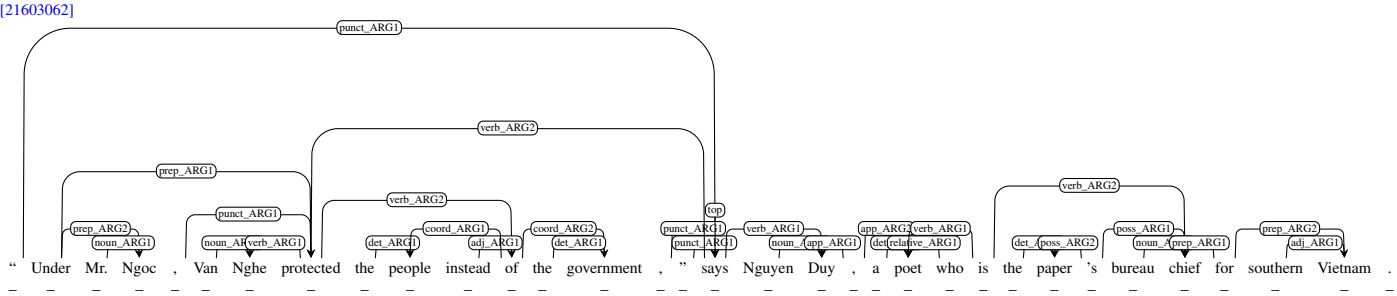 [21603062]
punct_ARG1
verb_ARG2
prep_ARG1
verb_ARG2 verb_ARG2
punct_ARG1 top
prep_ARG2 coord_ARG1 coord_ARG2 punct_ARG1 verb_ARG1 app_ARG2 verb_ARG1 poss_ARG1 prep_ARG2
noun_ARG1 verb_ARG1 det_ARG1 adj_ARG1 det_ARG1 punct_ARG1 app_ARG1 relative_ARG1 poss_ARG2 prep_ARG1 adj_ARG1
“ Under Mr. Ngoc , Van Nghe protected the people instead of the government , ” says Nguyen Duy , a poet who is the paper 's bureau chief for southern Vietnam .